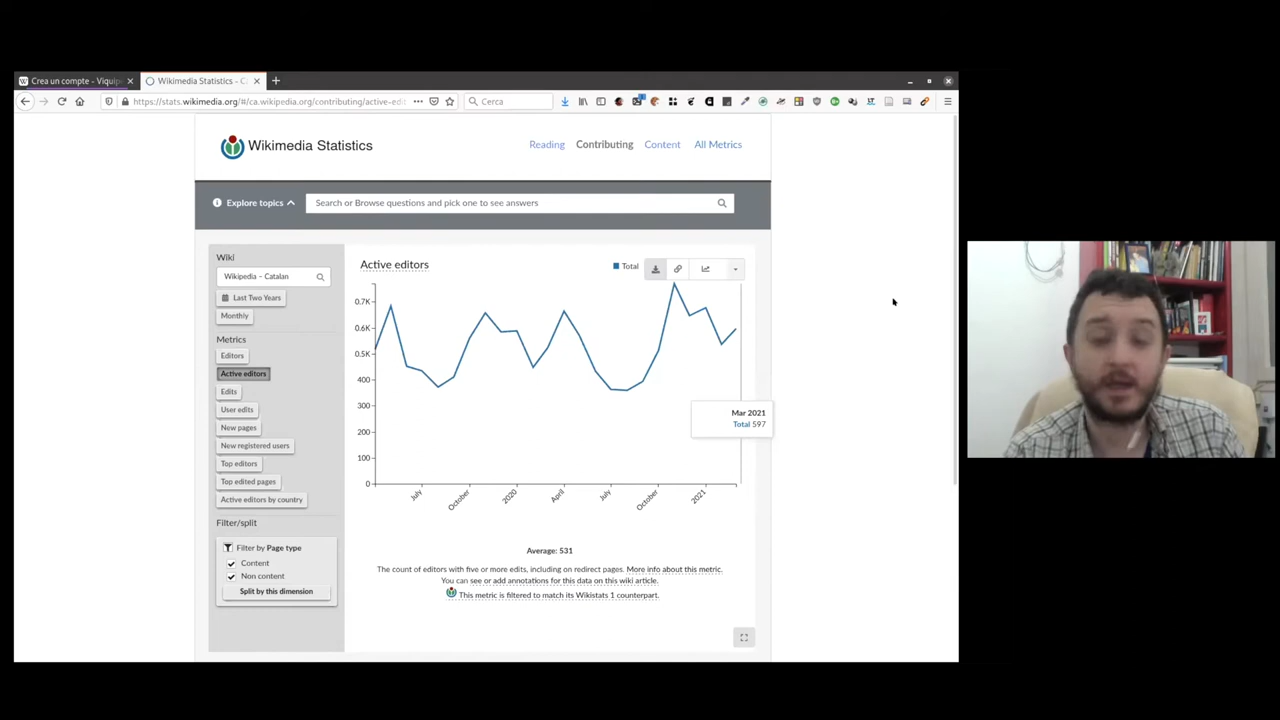 Crea un compte - Viquipè
Wikimedia Statistics - C
https://stats.wikimedia.org/#/ca.wikipedia.org/contributing/active-edi
Cerca
Wikimedia Statistics
Reading Contributing Content All Metrics
Explore topics
Search or Browse questions and pick one to see answers
Wiki
Wikipedia – Catalan
Last Two Years
Monthly
Metrics
Editors
Active editors
Edits
User edits
New pages
New registered users
Top editors
Top edited pages
Active editors by country
Filter/split
Filter by Page type
Content
Non content
Split by this dimension
Active editors
Total
0.7K
0.6K
0.5K
400
300
200
100
0
July October 2020 April July October 2021
Mar 2021
Total 597
Average: 531
The count of editors with five or more edits, including on redirect pages. More info about this metric.
You can see or add annotations for this data on this wiki article.
This metric is filtered to match its Wikistats 1 counterpart.